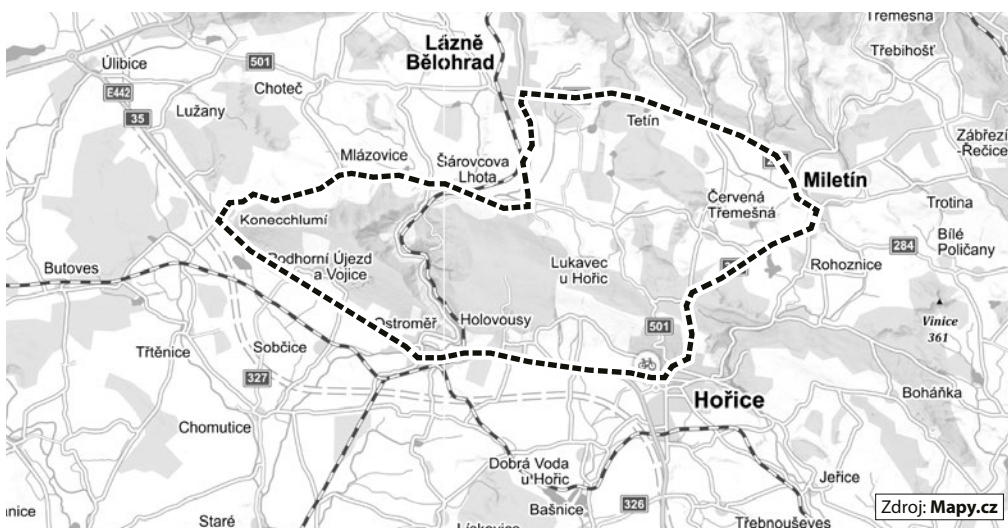 Třemešná
Lázně
Bělohrad
Třebihošť
Úlibice
501
Choteč
E442
35
Lužany
Tetín
Zábřezí
-Řečice
Mlázovice
Šárovcova
Lhota
Miletín
Červená
Třemešná
Trotina
Konecchlumí
Bílé
Poličany
284
Podhorní Újezd
a Vojice
Lukavec
u Hořic
Rohoznice
Butoves
Vinice
361
Ostroměř
Holovousy
501
Třtěnice
Sobčice
327
Hořice
Boháňka
Chomutice
Dobrá Voda
u Hořic
Jeřice
Bašnice
326
Třebnouševes
Staré
Lískovice
Zdroj: Mapy.cz